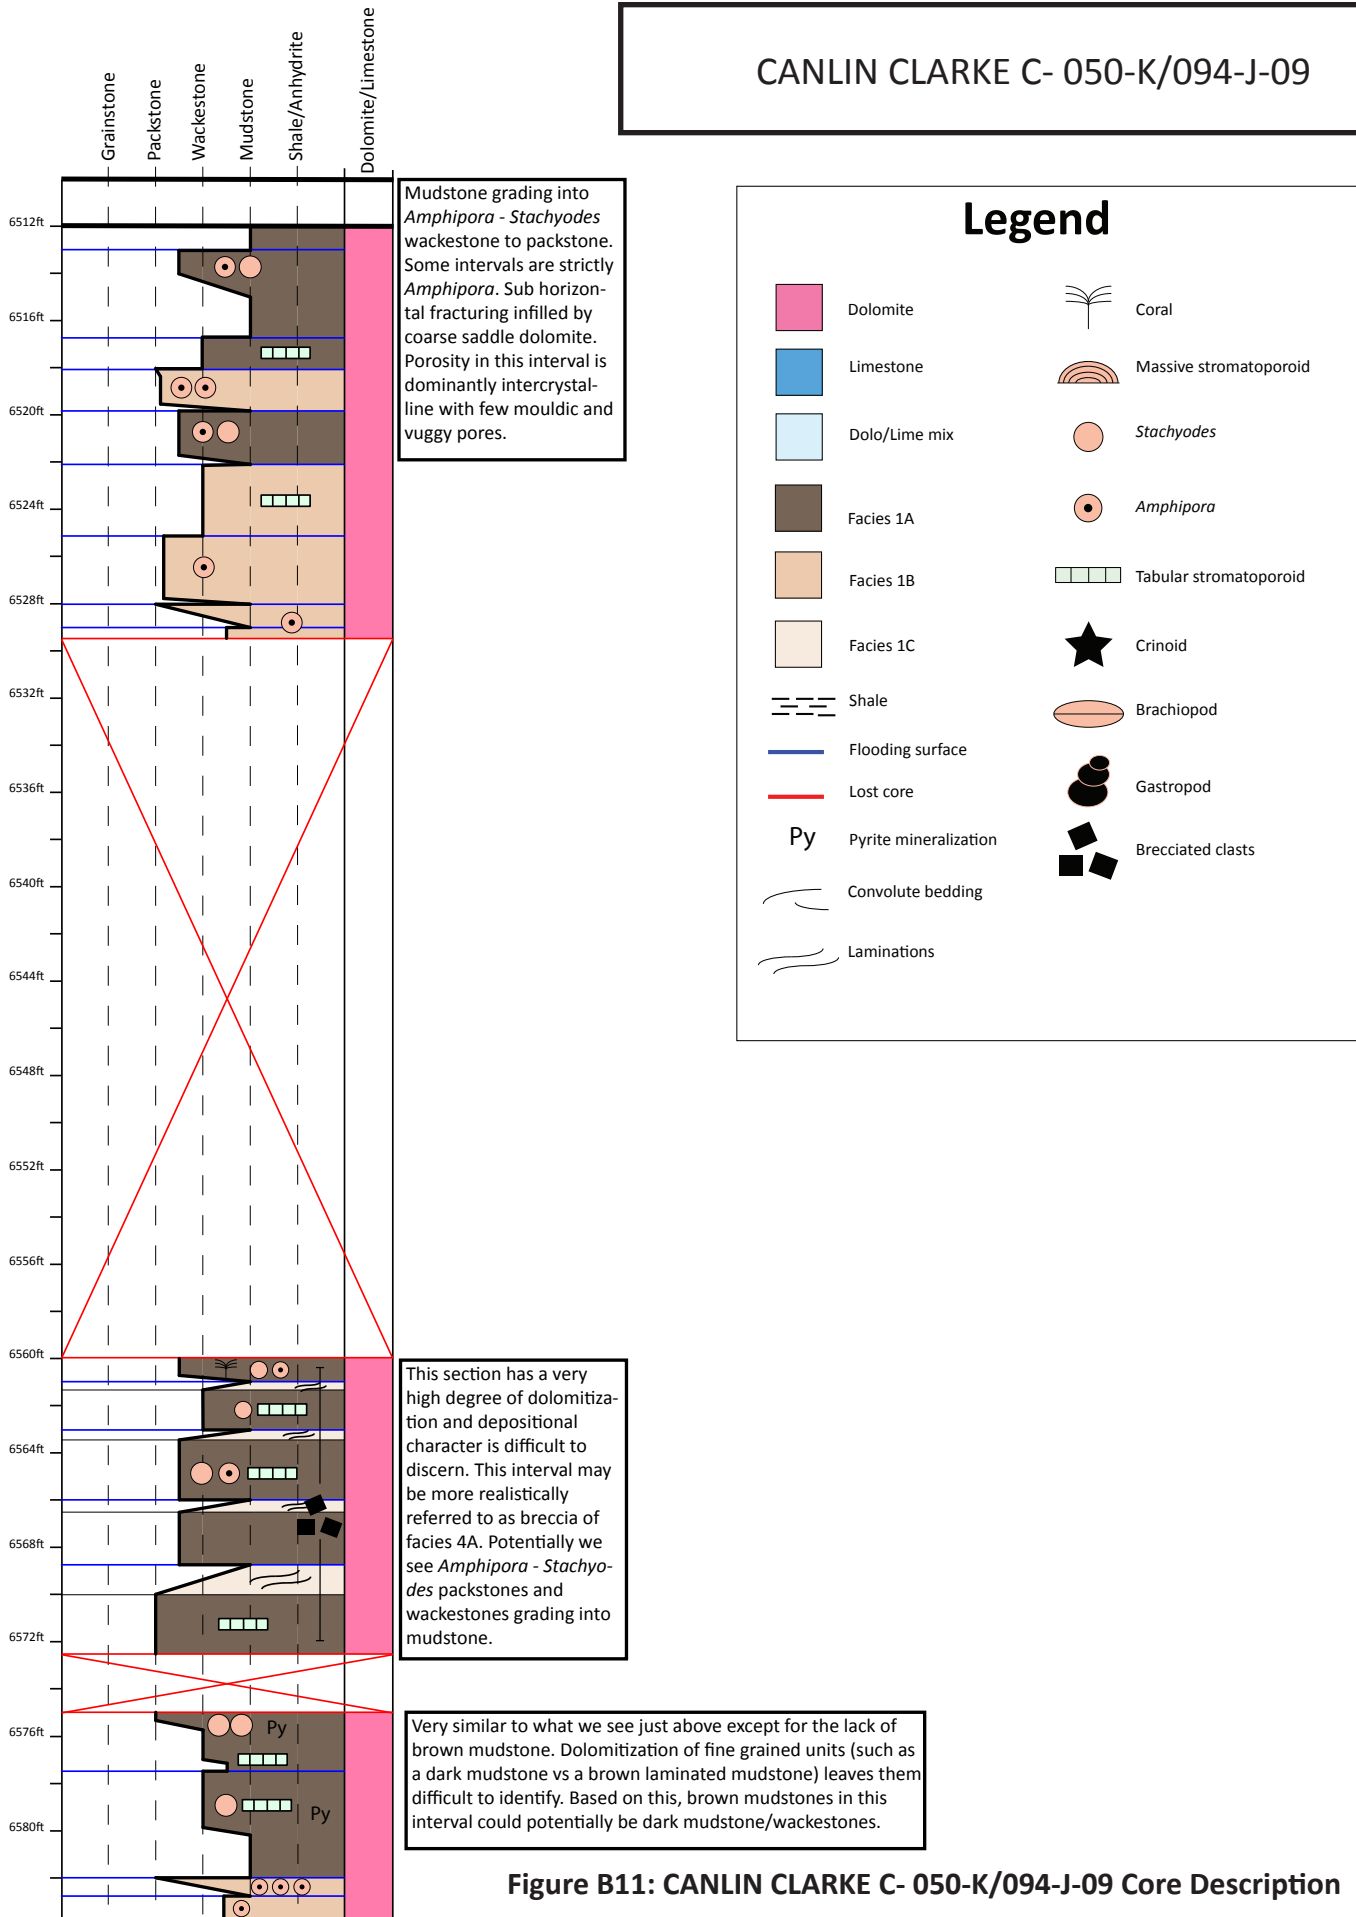 CANLIN CLARKE C- 050-K/094-J-09
Grainstone
Packstone
Wackestone
Mudstone
Shale/Anhydrite
Dolomite/Limestone
6512ft
6516ft
6520ft
6524ft
6528ft
6532ft
6536ft
6540ft
6544ft
6548ft
6552ft
6556ft
6560ft
6564ft
6568ft
6572ft
6576ft
6580ft
Mudstone grading into
Amphipora - Stachyodes
wackestone to packstone.
Some intervals are strictly
Amphipora. Sub horizon-
tal fracturing infilled by
coarse saddle dolomite.
Porosity in this interval is
dominantly intercrystal-
line with few mouldic and
vuggy pores.
Legend
Dolomite
Limestone
Dolo/Lime mix
Facies 1A
Facies 1B
Facies 1C
Shale
Flooding surface
Lost core
Py
Pyrite mineralization
Convolute bedding
Laminations
Coral
Massive stromatoporoid
Stachyodes
Amphipora
Tabular stromatoporoid
Crinoid
Brachiopod
Gastropod
Brecciated clasts
This section has a very
high degree of dolomitiza-
tion and depositional
character is difficult to
discern. This interval may
be more realistically
referred to as breccia of
facies 4A. Potentially we
see Amphipora - Stachyo-
des packstones and
wackestones grading into
mudstone.
Py
Py
Very similar to what we see just above except for the lack of
brown mudstone. Dolomitization of fine grained units (such as
a dark mudstone vs a brown laminated mudstone) leaves them
difficult to identify. Based on this, brown mudstones in this
interval could potentially be dark mudstone/wackestones.
Figure B11: CANLIN CLARKE C- 050-K/094-J-09 Core Description